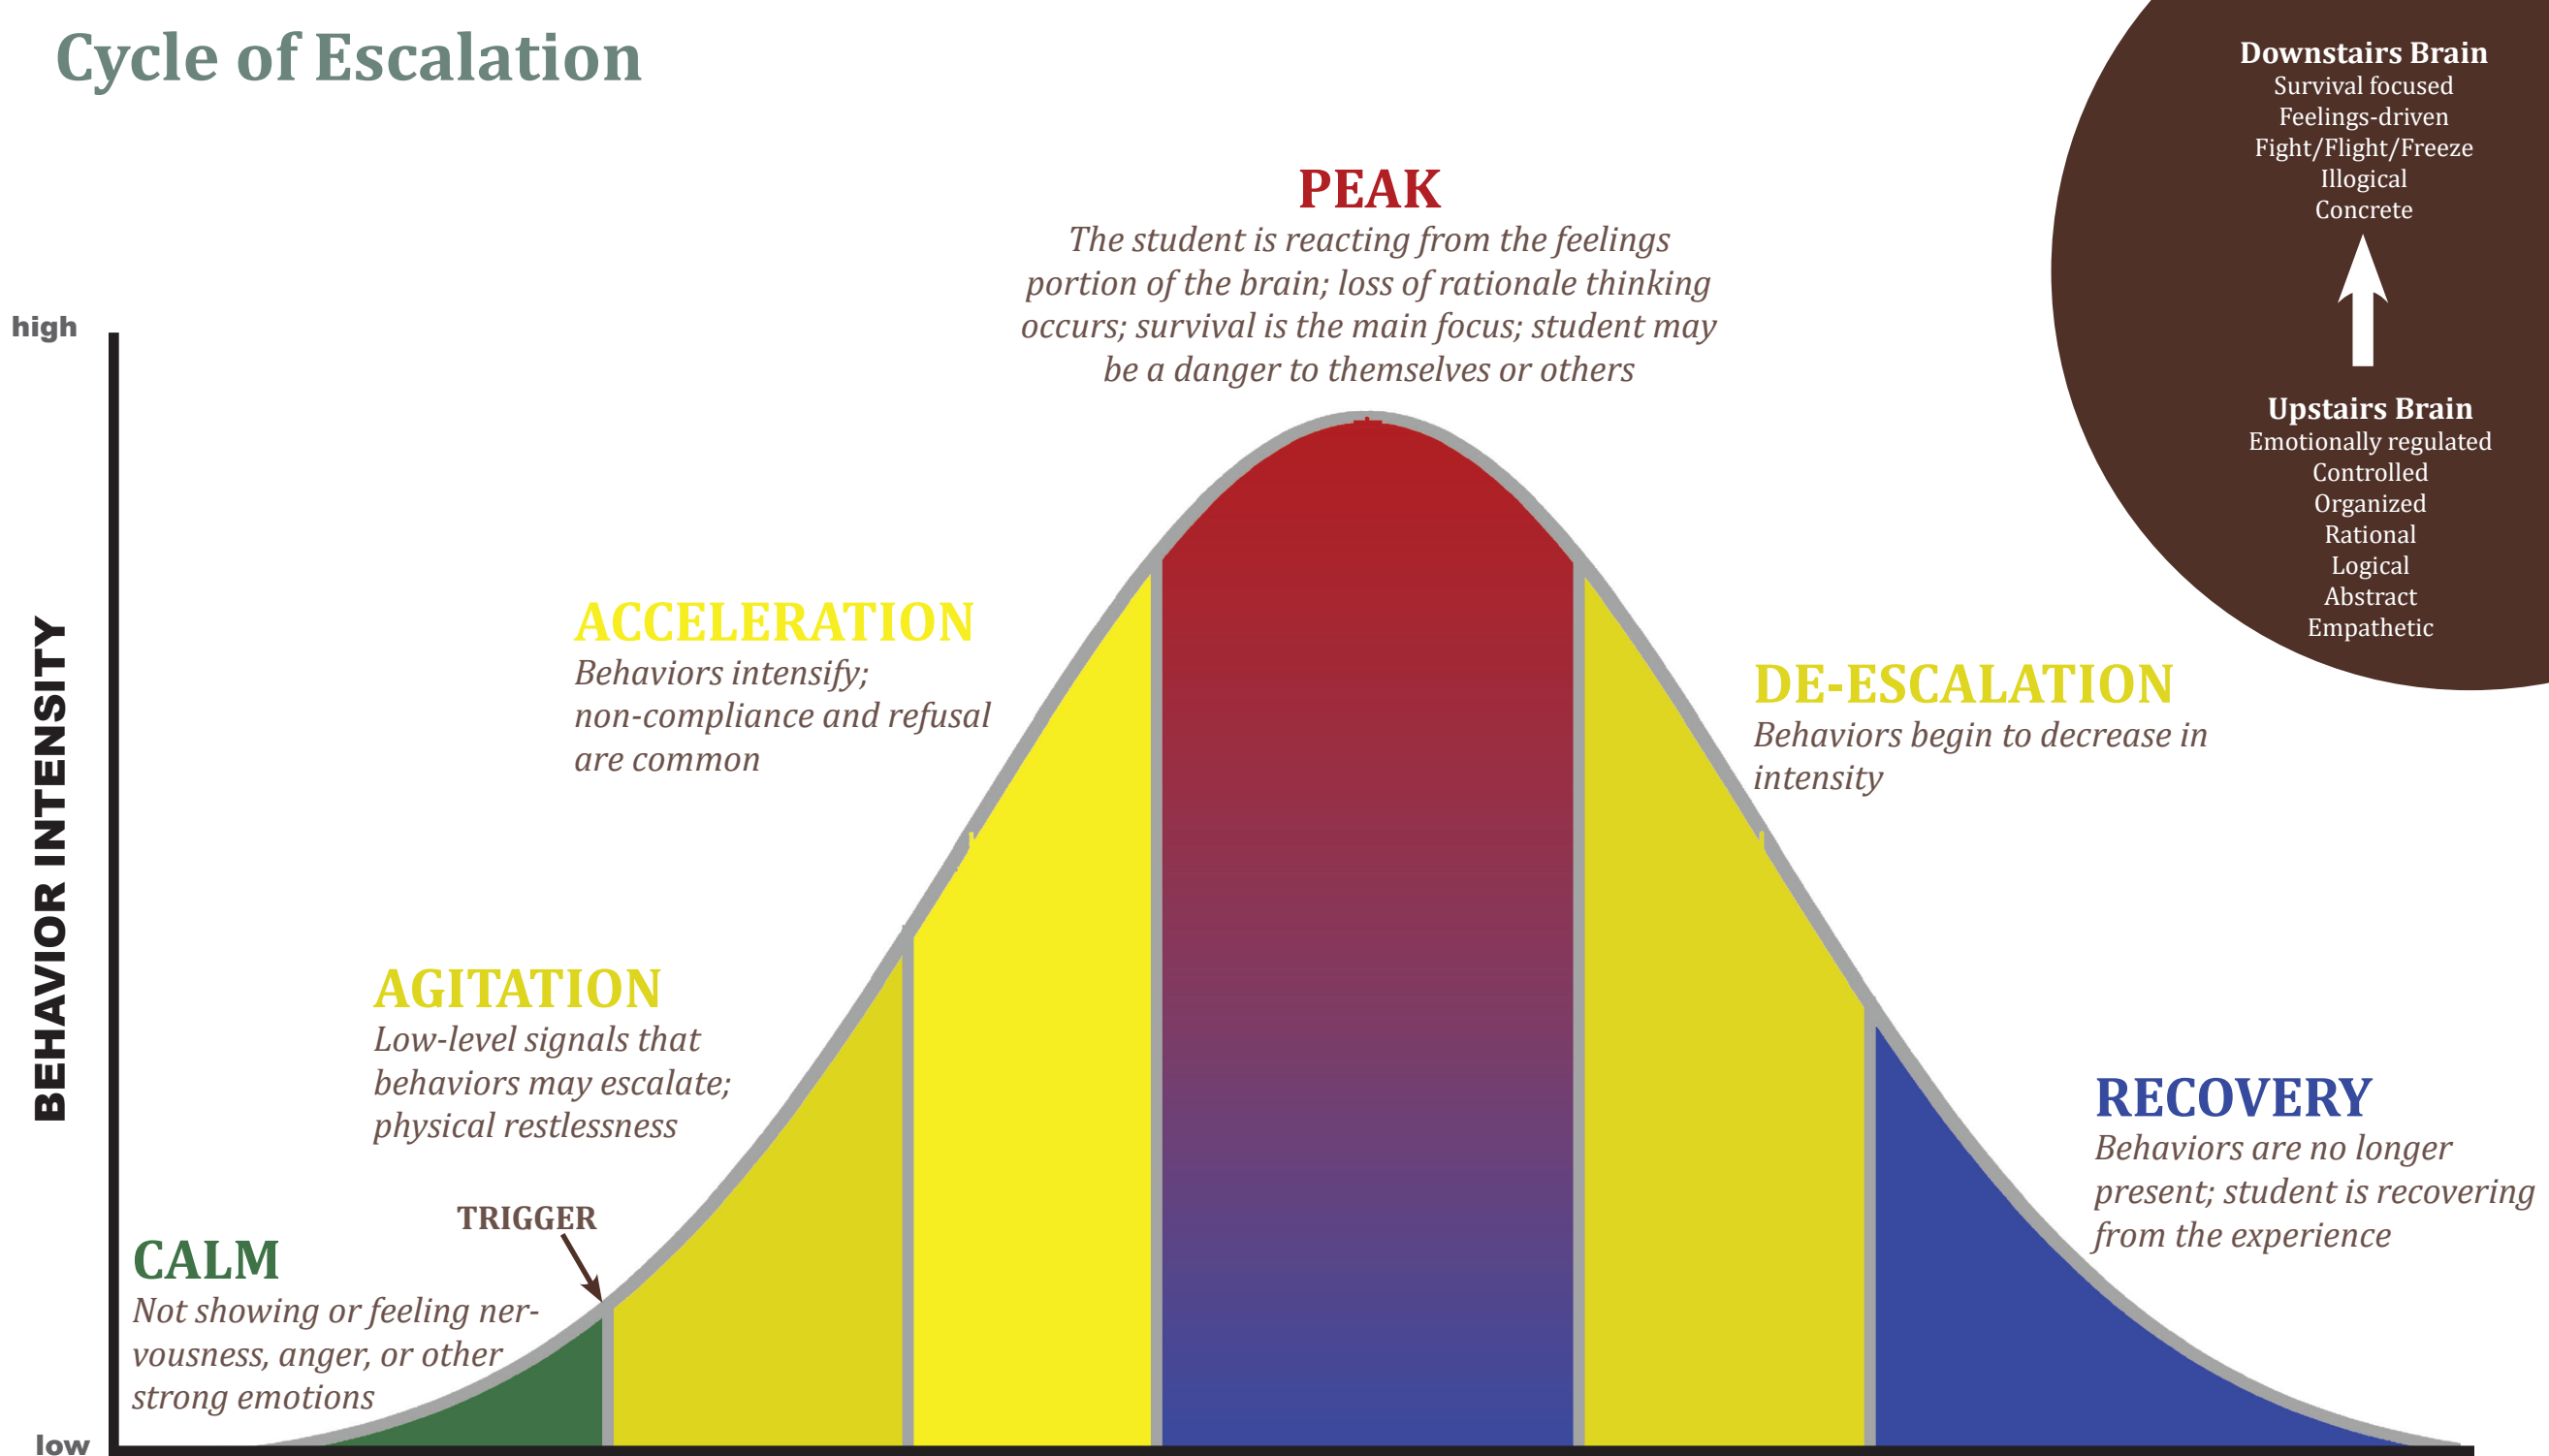 Cycle of Escalation
Downstairs Brain
Survival focused
Feelings-driven
Fight/Flight/Freeze
Illogical
Concrete
Upstairs Brain
Emotionally regulated
Controlled
Organized
Rational
Logical
Abstract
Empathetic
PEAK
The student is reacting from the feelings
portion of the brain; loss of rationale thinking
occurs; survival is the main focus; student may
be a danger to themselves or others
high
BEHAVIOR INTENSITY
low
ACCELERATION
Behaviors intensify;
non-compliance and refusal
are common
DE-ESCALATION
Behaviors begin to decrease in
intensity
AGITATION
Low-level signals that
behaviors may escalate;
physical restlessness
RECOVERY
Behaviors are no longer
present; student is recovering
from the experience
TRIGGER
CALM
Not showing or feeling ner-
vousness, anger, or other
strong emotions